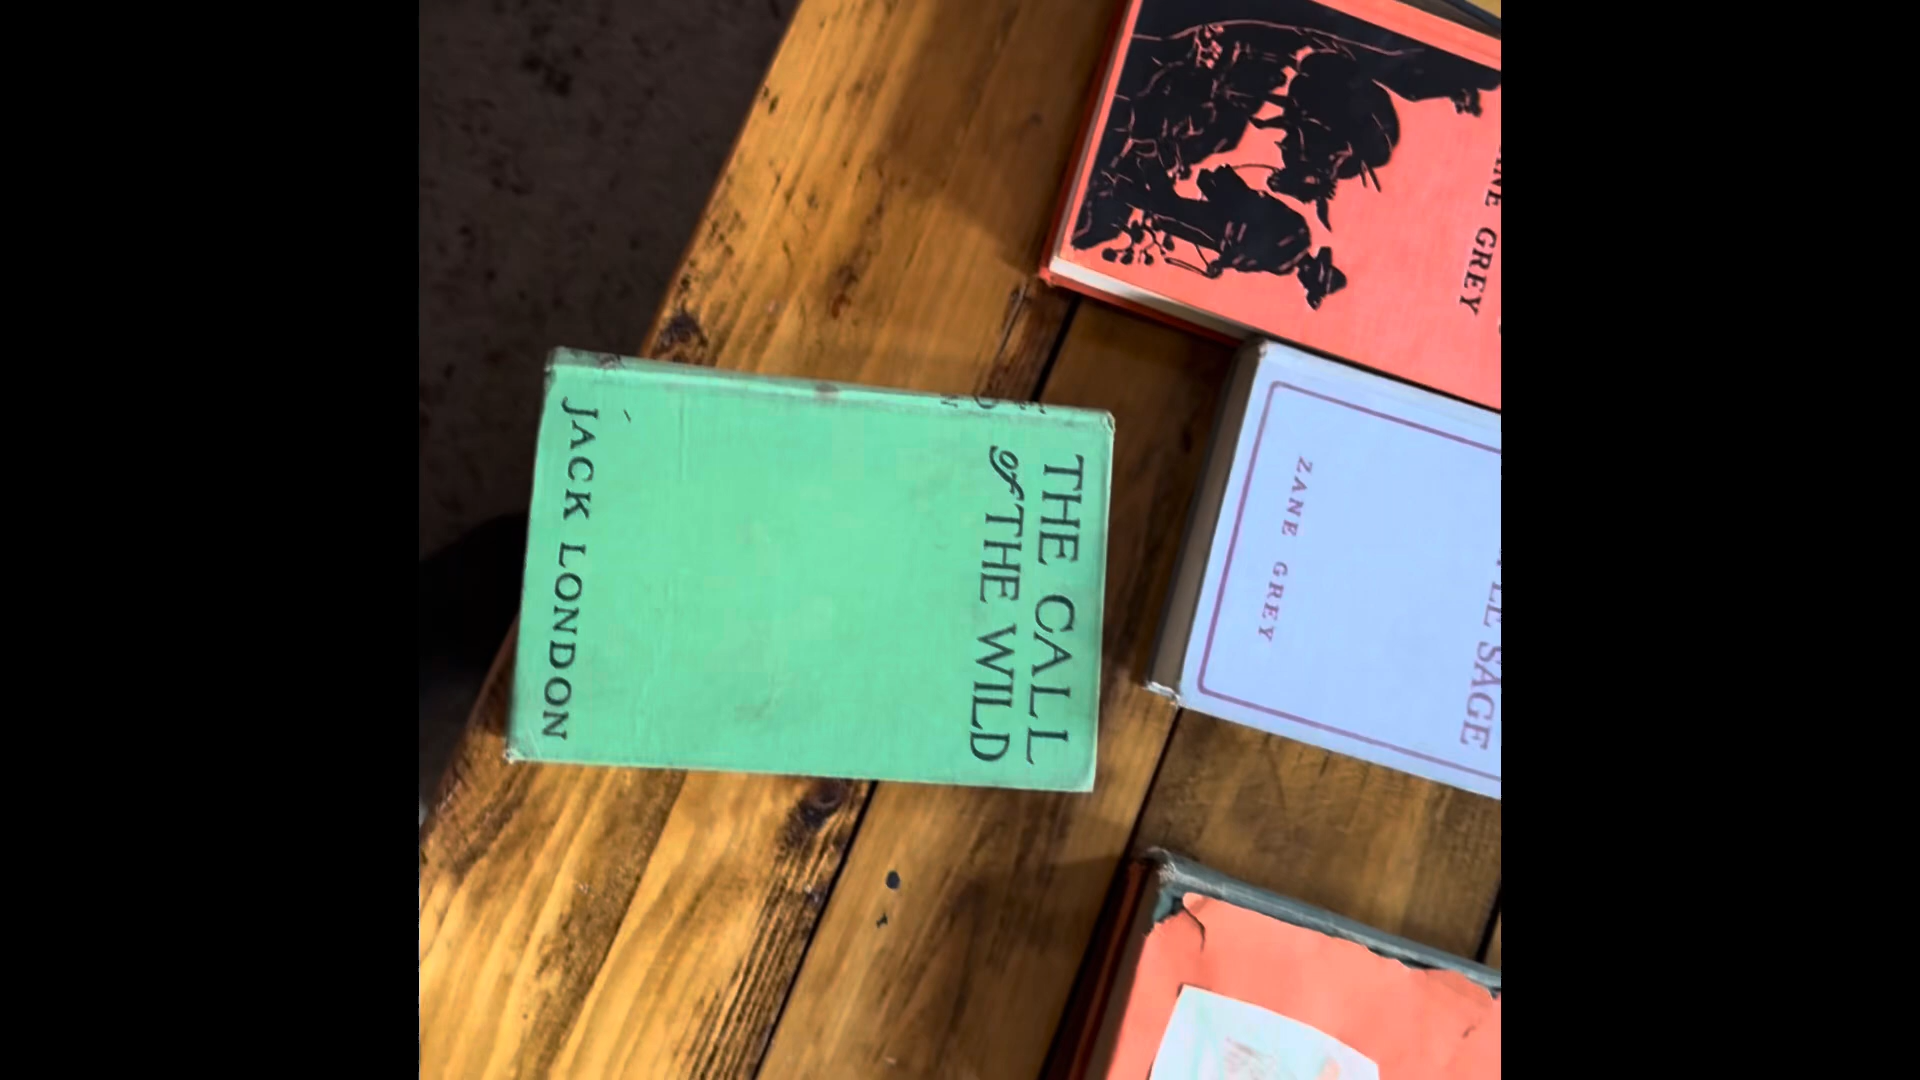 THE CALL
of THE WILD
JACK LONDON
GREY
SAGE
ZANE GREY